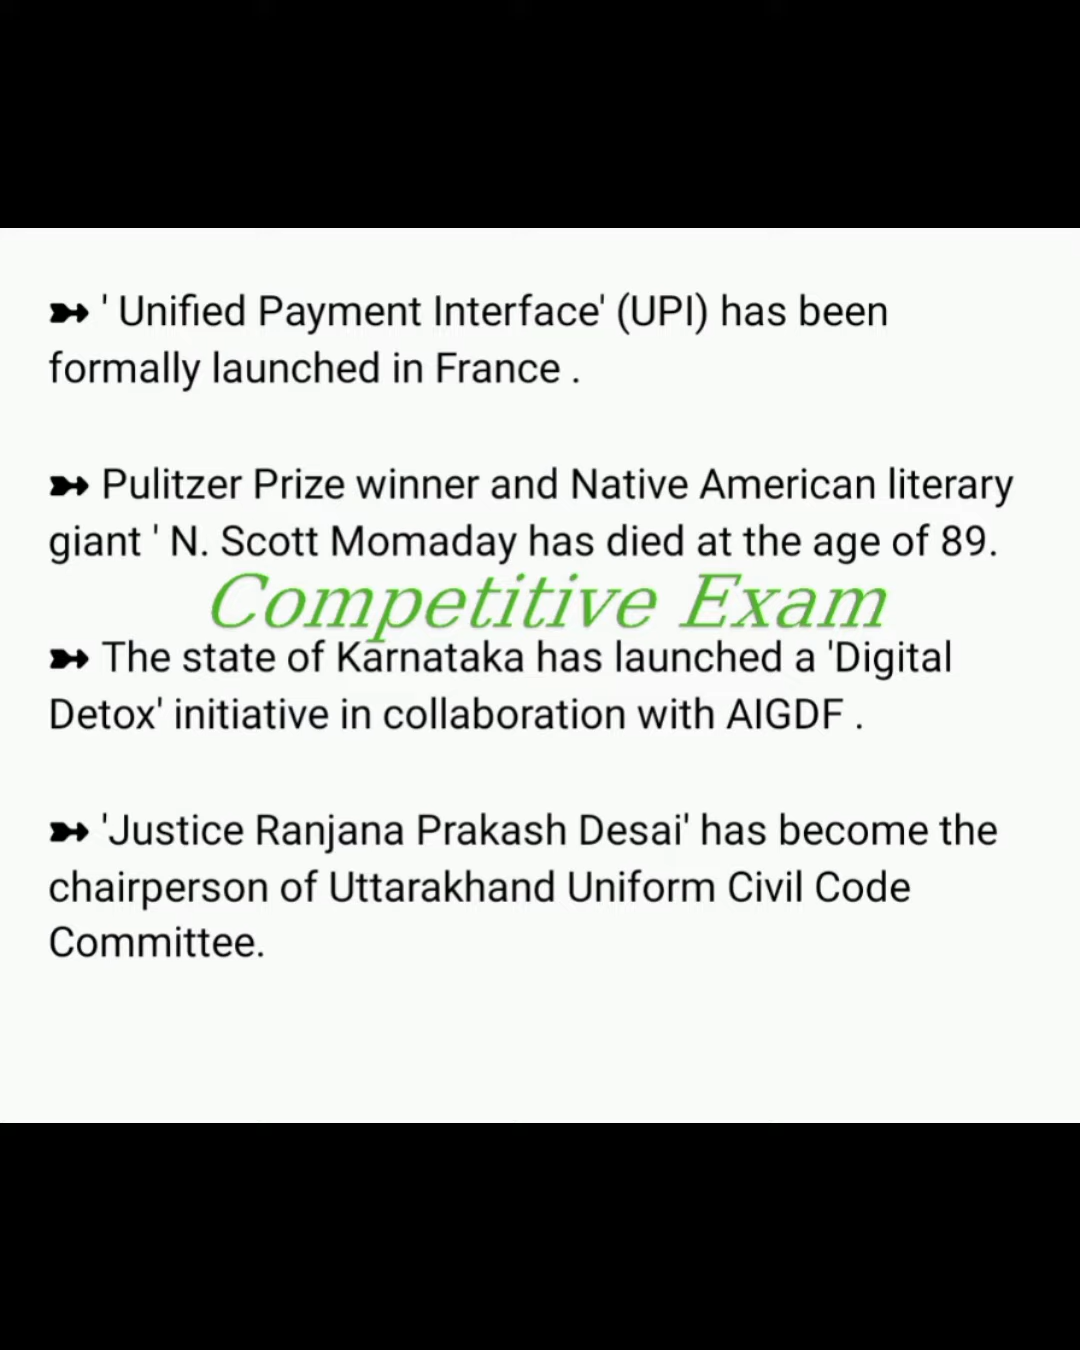 ➳ ' Unified Payment Interface' (UPI) has been
formally launched in France .
➳ Pulitzer Prize winner and Native American literary
giant ' N. Scott Momaday has died at the age of 89.
Competitive Exam
➳ The state of Karnataka has launched a 'Digital
Detox' initiative in collaboration with AIGDF .
➳ 'Justice Ranjana Prakash Desai' has become the
chairperson of Uttarakhand Uniform Civil Code
Committee.